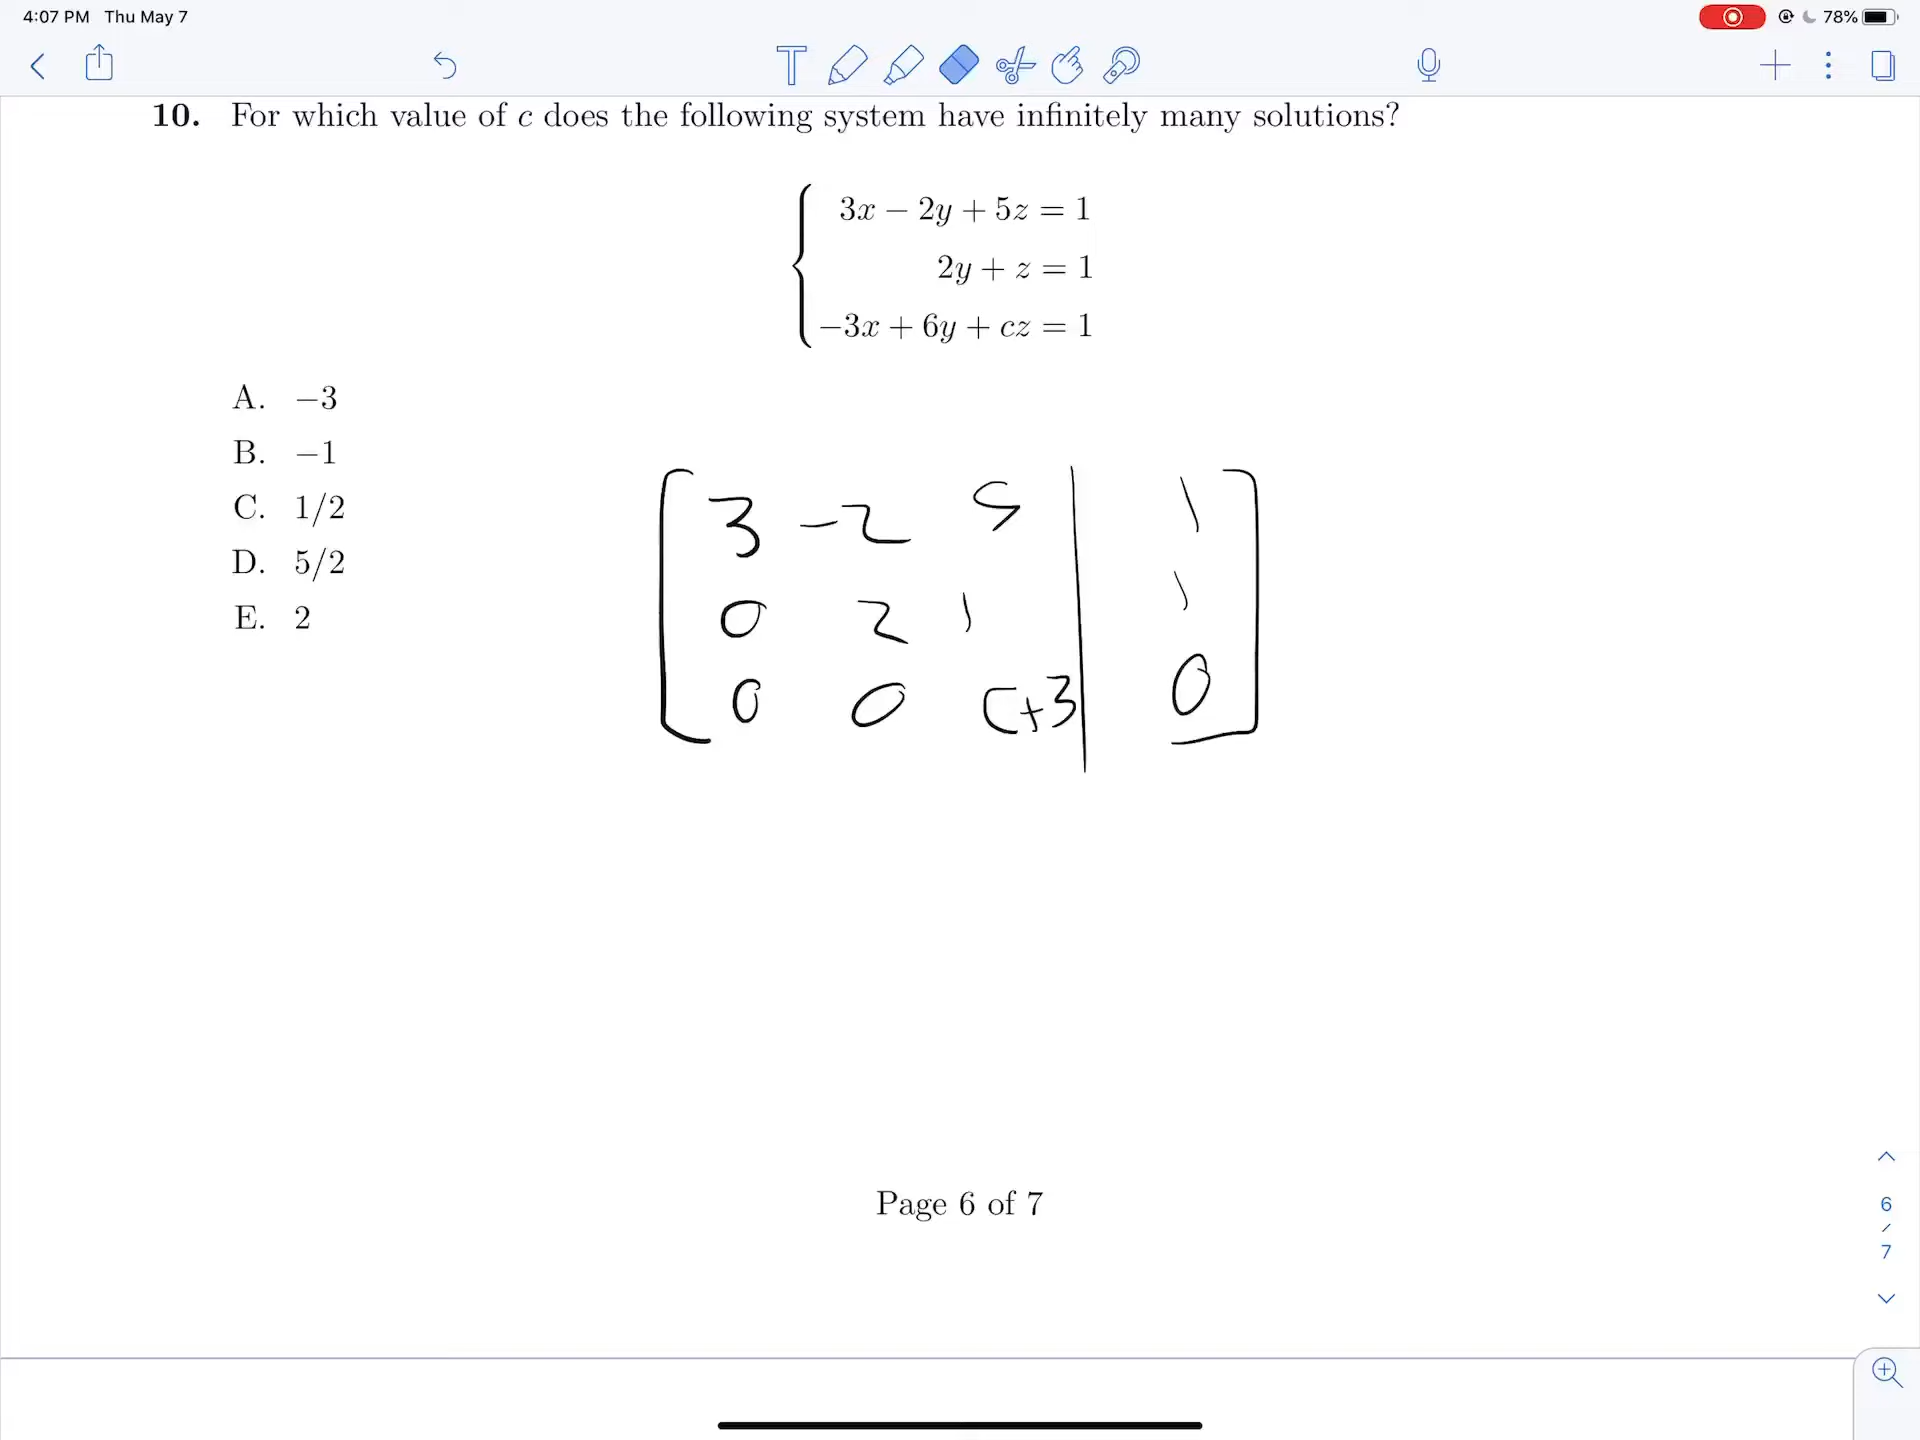 4:07 PM Thu May 7
78%
10. For which value of c does the following system have infinitely many solutions?
3x − 2y + 5z = 1
2y + z = 1
−3x + 6y + cz = 1
A. −3
B. −1
C. 1/2
D. 5/2
E. 2
3 −2 5 | 1
0 2 1 | 1
0 0 c+3 | 0
Page 6 of 7
6
/
7